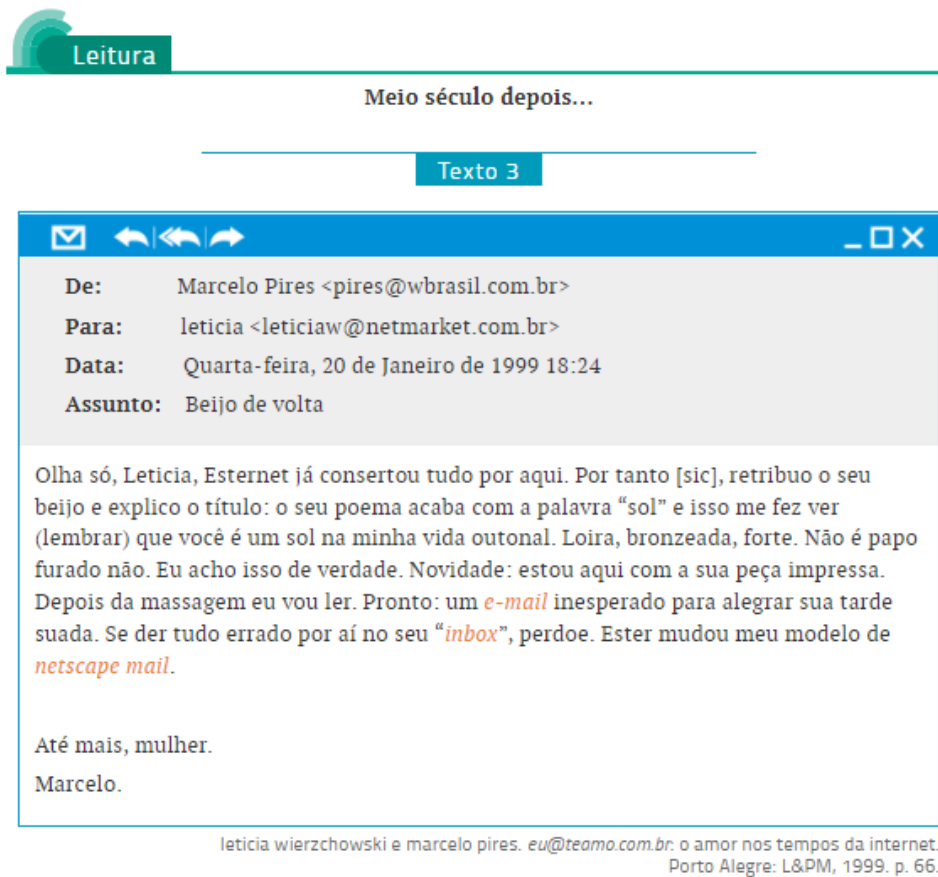 Leitura
Meio século depois...
Texto 3
De: Marcelo Pires <pires@wbrasil.com.br>
Para: leticia <leticiaw@netmarket.com.br>
Data: Quarta-feira, 20 de Janeiro de 1999 18:24
Assunto: Beijo de volta
Olha só, Leticia, Esternet já consertou tudo por aqui. Por tanto [sic], retribuo o seu
beijo e explico o título: o seu poema acaba com a palavra “sol” e isso me fez ver
(lembrar) que você é um sol na minha vida outonal. Loira, bronzeada, forte. Não é papo
furado não. Eu acho isso de verdade. Novidade: estou aqui com a sua peça impressa.
Depois da massagem eu vou ler. Pronto: um e-mail inesperado para alegrar sua tarde
suada. Se der tudo errado por aí no seu “inbox”, perdoe. Ester mudou meu modelo de
netscape mail.
Até mais, mulher.
Marcelo.
leticia wierzchowski e marcelo pires. eu@teamo.com.br: o amor nos tempos da internet.
Porto Alegre: L&PM, 1999. p. 66.